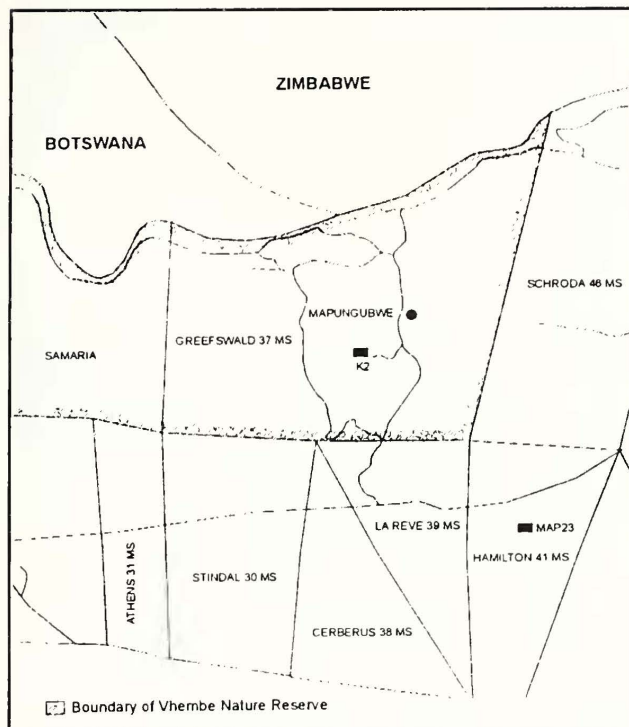 ZIMBABWE
BOTSWANA
SCHRODA 46 MS
MAPUNGUBWE
GREEFSWALD 37 MS
SAMARIA
K2
LA REVE 39 MS
MAP23
HAMILTON 41 MS
ATHENS 31 MS
STINDAL 30 MS
CERBERUS 38 MS
Boundary of Vhembe Nature Reserve